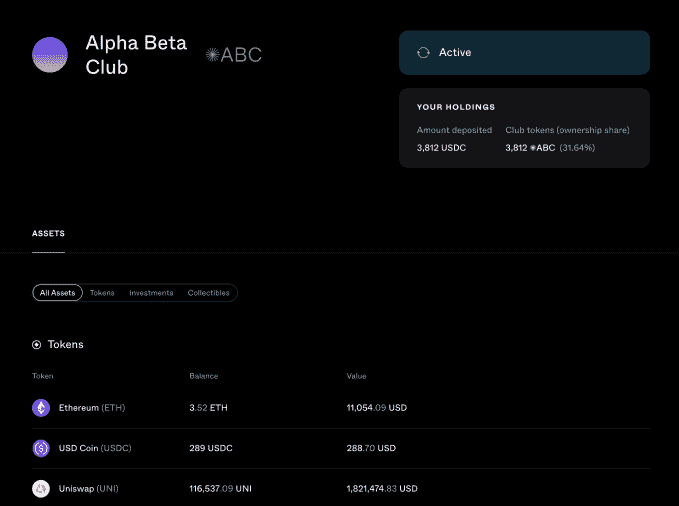 Alpha Beta
Club
✺ABC
Active
YOUR HOLDINGS
Amount deposited Club tokens (ownership share)
3,812 USDC 3,812 ✺ABC (31.64%)
ASSETS
All Assets Tokens Investments Collectibles
Tokens
Token Balance Value
Ethereum (ETH) 3.52 ETH 11,054.09 USD
USD Coin (USDC) 289 USDC 288.70 USD
Uniswap (UNI) 116,537.09 UNI 1,821,474.83 USD